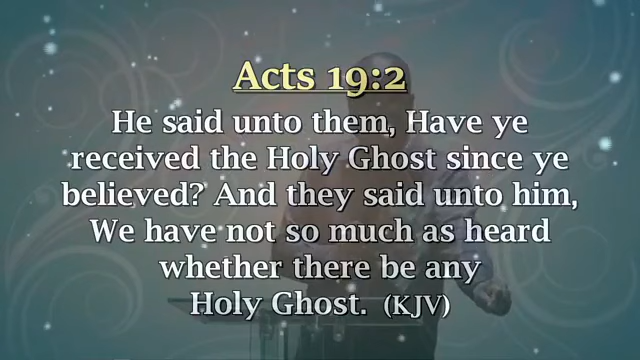 Acts 19:2
He said unto them, Have ye
received the Holy Ghost since ye
believed? And they said unto him,
We have not so much as heard
whether there be any
Holy Ghost. (KJV)